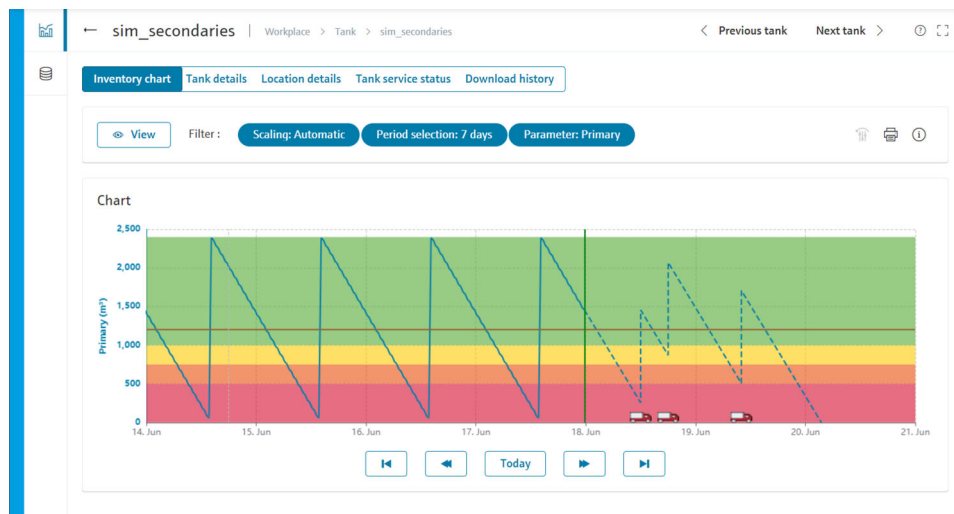 ← sim_secondaries | Workplace > Tank > sim_secondaries < Previous tank Next tank >
Inventory chart Tank details Location details Tank service status Download history
View Filter : Scaling: Automatic Period selection: 7 days Parameter: Primary
Chart
Primary (m³)
2,500
2,000
1,500
1,000
500
0
14. Jun 15. Jun 16. Jun 17. Jun 18. Jun 19. Jun 20. Jun 21. Jun
Today